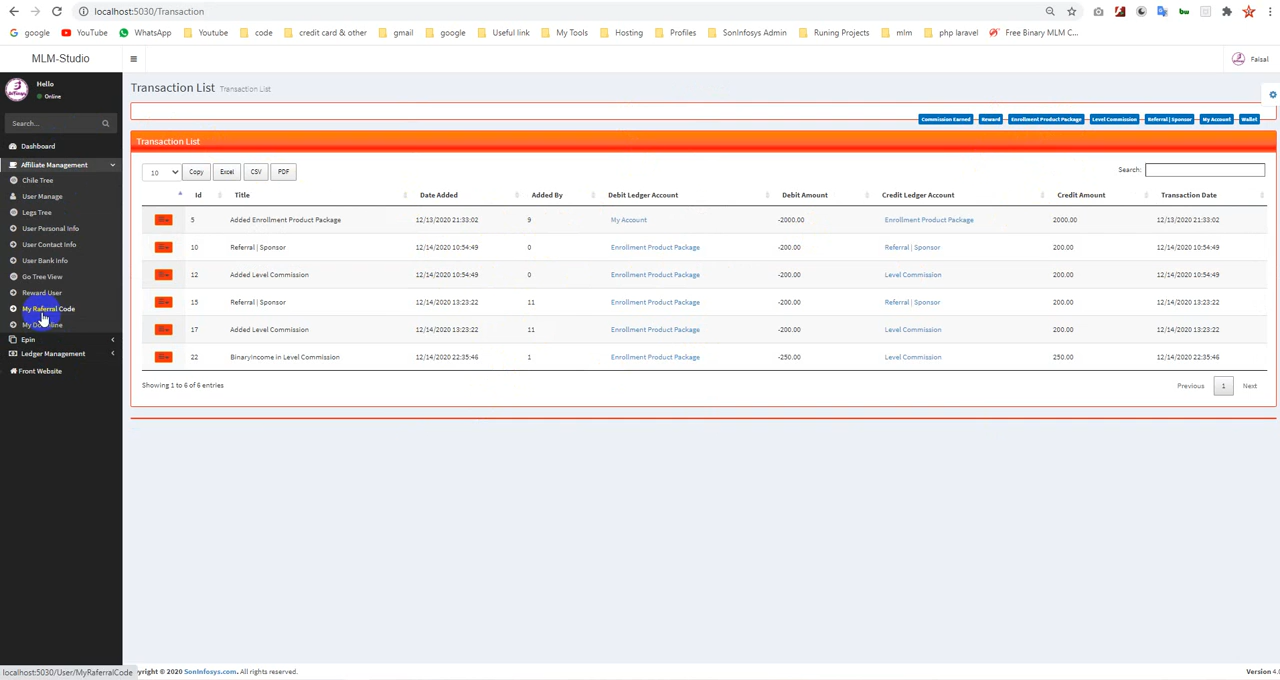 localhost:5030/Transaction
google YouTube WhatsApp Youtube code credit card & other gmail google Useful link My Tools Hosting Profiles SonInfosys Admin Runing Projects mlm php laravel Free Binary MLM C...
MLM-Studio
Faisal
Hello
Online
Transaction List Transaction List
Search...
Commission Earned Reward Enrollment Product Package Level Commission Referral | Sponsor My Account Wallet
Dashboard
Affiliate Management
Chile Tree
User Manage
Legs Tree
User Personal Info
User Contact Info
User Bank Info
Go Tree View
Reward User
My Raferral Code
Epin
Ledger Management
Front Website
Transaction List
10 Copy Excel CSV PDF Search:
Id Title Date Added Added By Debit Ledger Account Debit Amount Credit Ledger Account Credit Amount Transaction Date
5 Added Enrollment Product Package 12/13/2020 21:33:02 9 My Account -2000.00 Enrollment Product Package 2000.00 12/13/2020 21:33:02
10 Referral | Sponsor 12/14/2020 10:54:49 0 Enrollment Product Package -200.00 Referral | Sponsor 200.00 12/14/2020 10:54:49
12 Added Level Commission 12/14/2020 10:54:49 0 Enrollment Product Package -200.00 Level Commission 200.00 12/14/2020 10:54:49
15 Referral | Sponsor 12/14/2020 13:23:22 11 Enrollment Product Package -200.00 Referral | Sponsor 200.00 12/14/2020 13:23:22
17 Added Level Commission 12/14/2020 13:23:22 11 Enrollment Product Package -200.00 Level Commission 200.00 12/14/2020 13:23:22
22 BinaryIncome in Level Commission 12/14/2020 22:35:46 1 Enrollment Product Package -250.00 Level Commission 250.00 12/14/2020 22:35:46
Showing 1 to 6 of 6 entries
Previous 1 Next
localhost:5030/User/MyRaferralCode
pyright © 2020 SonInfosys.com. All rights reserved.
Version 4.0